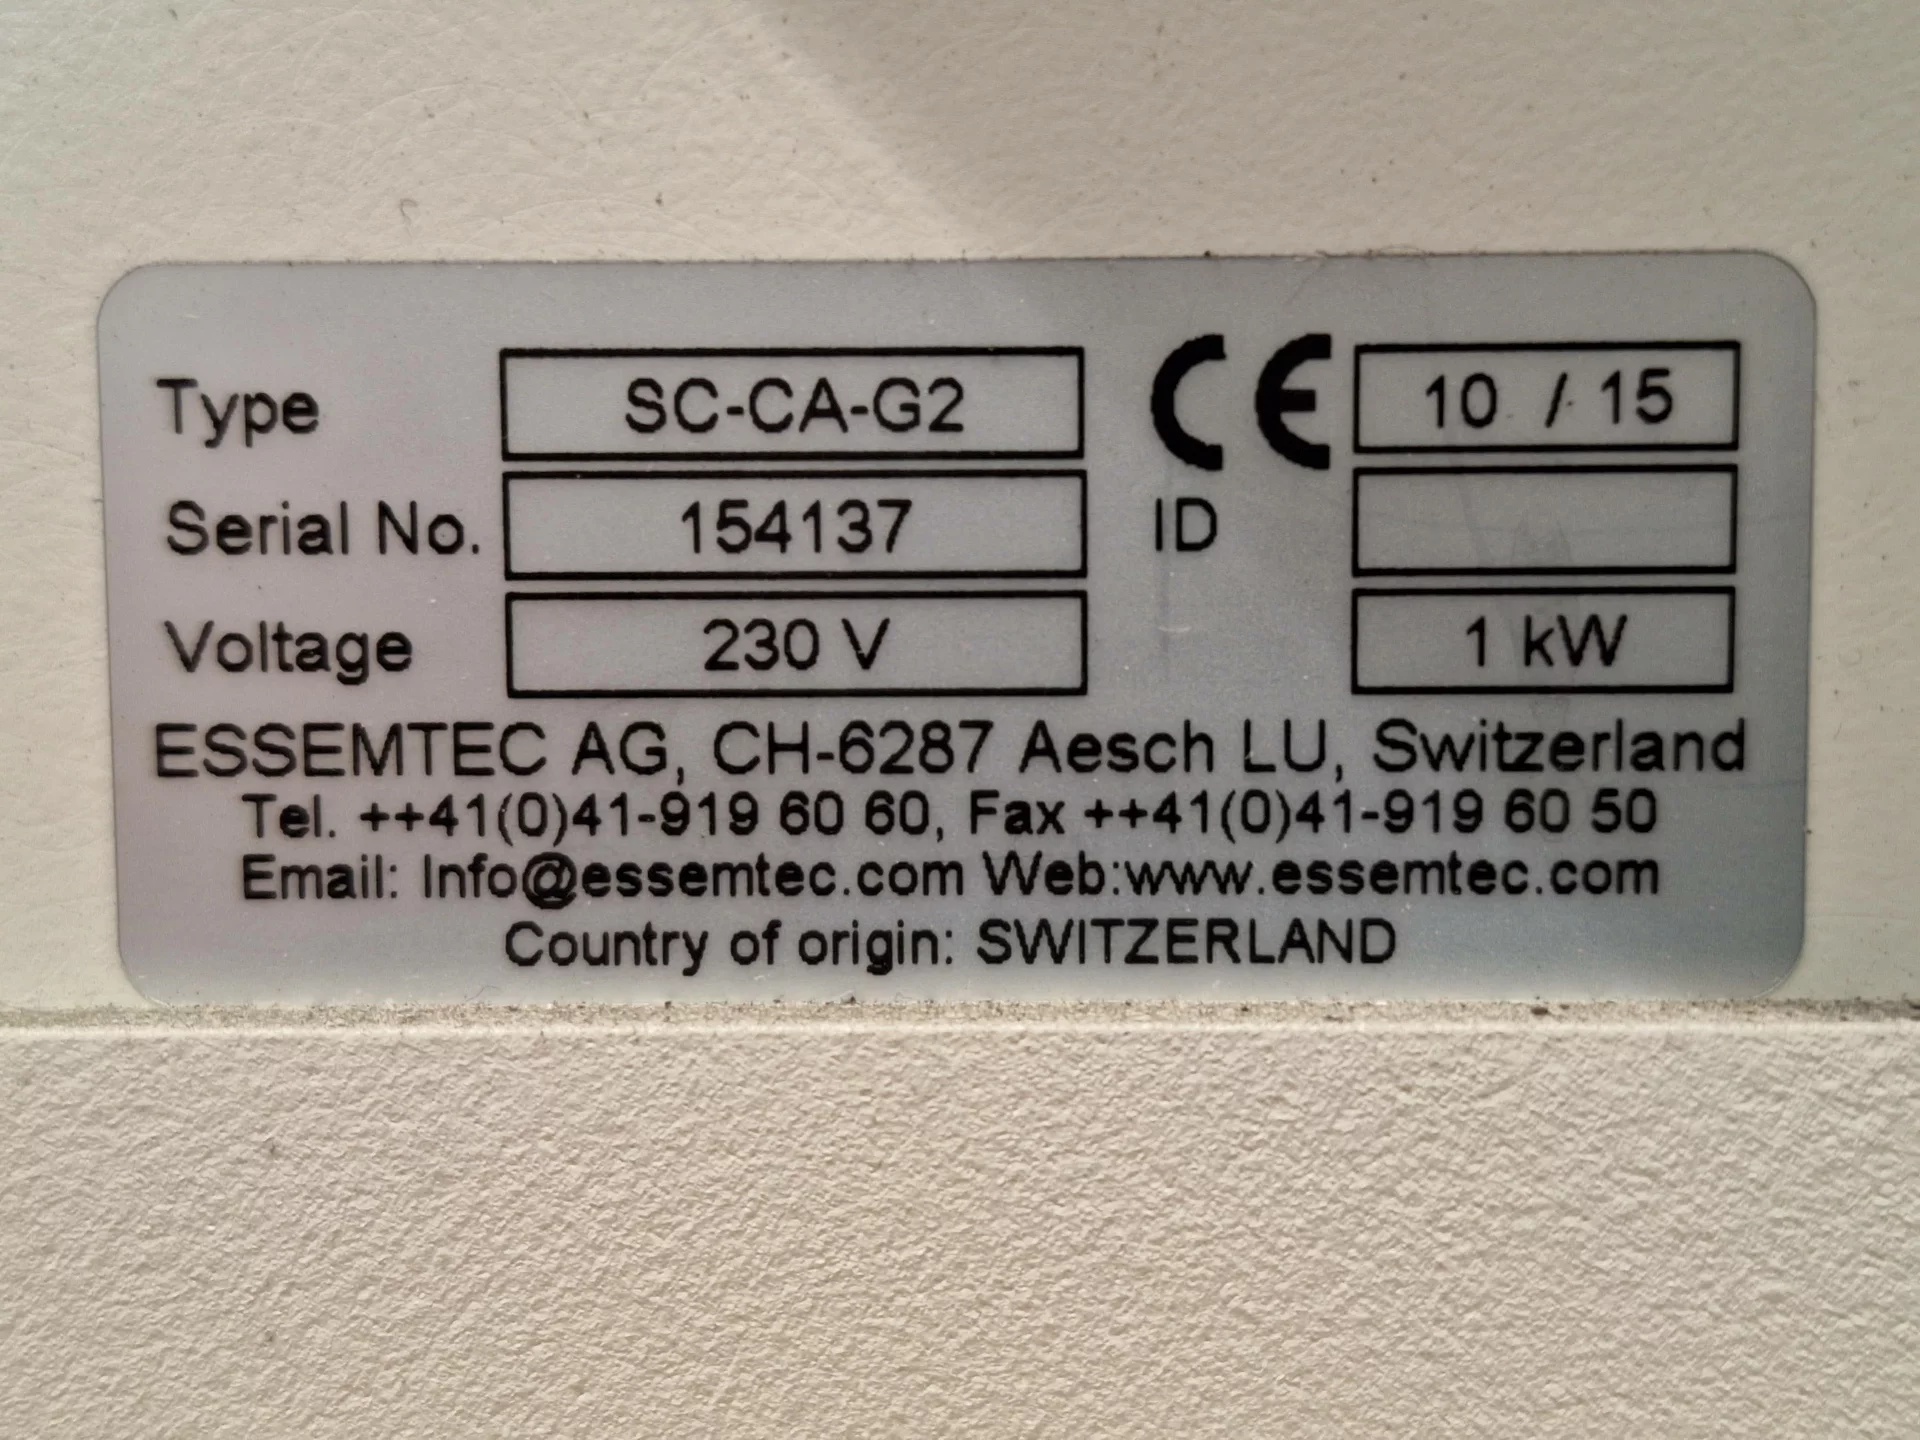 Type SC-CA-G2 CE 10 / 15
Serial No. 154137 ID
Voltage 230 V 1 kW
ESSEMTEC AG, CH-6287 Aesch LU, Switzerland
Tel. ++41(0)41-919 60 60, Fax ++41(0)41-919 60 50
Email: Info@essemtec.com Web:www.essemtec.com
Country of origin: SWITZERLAND